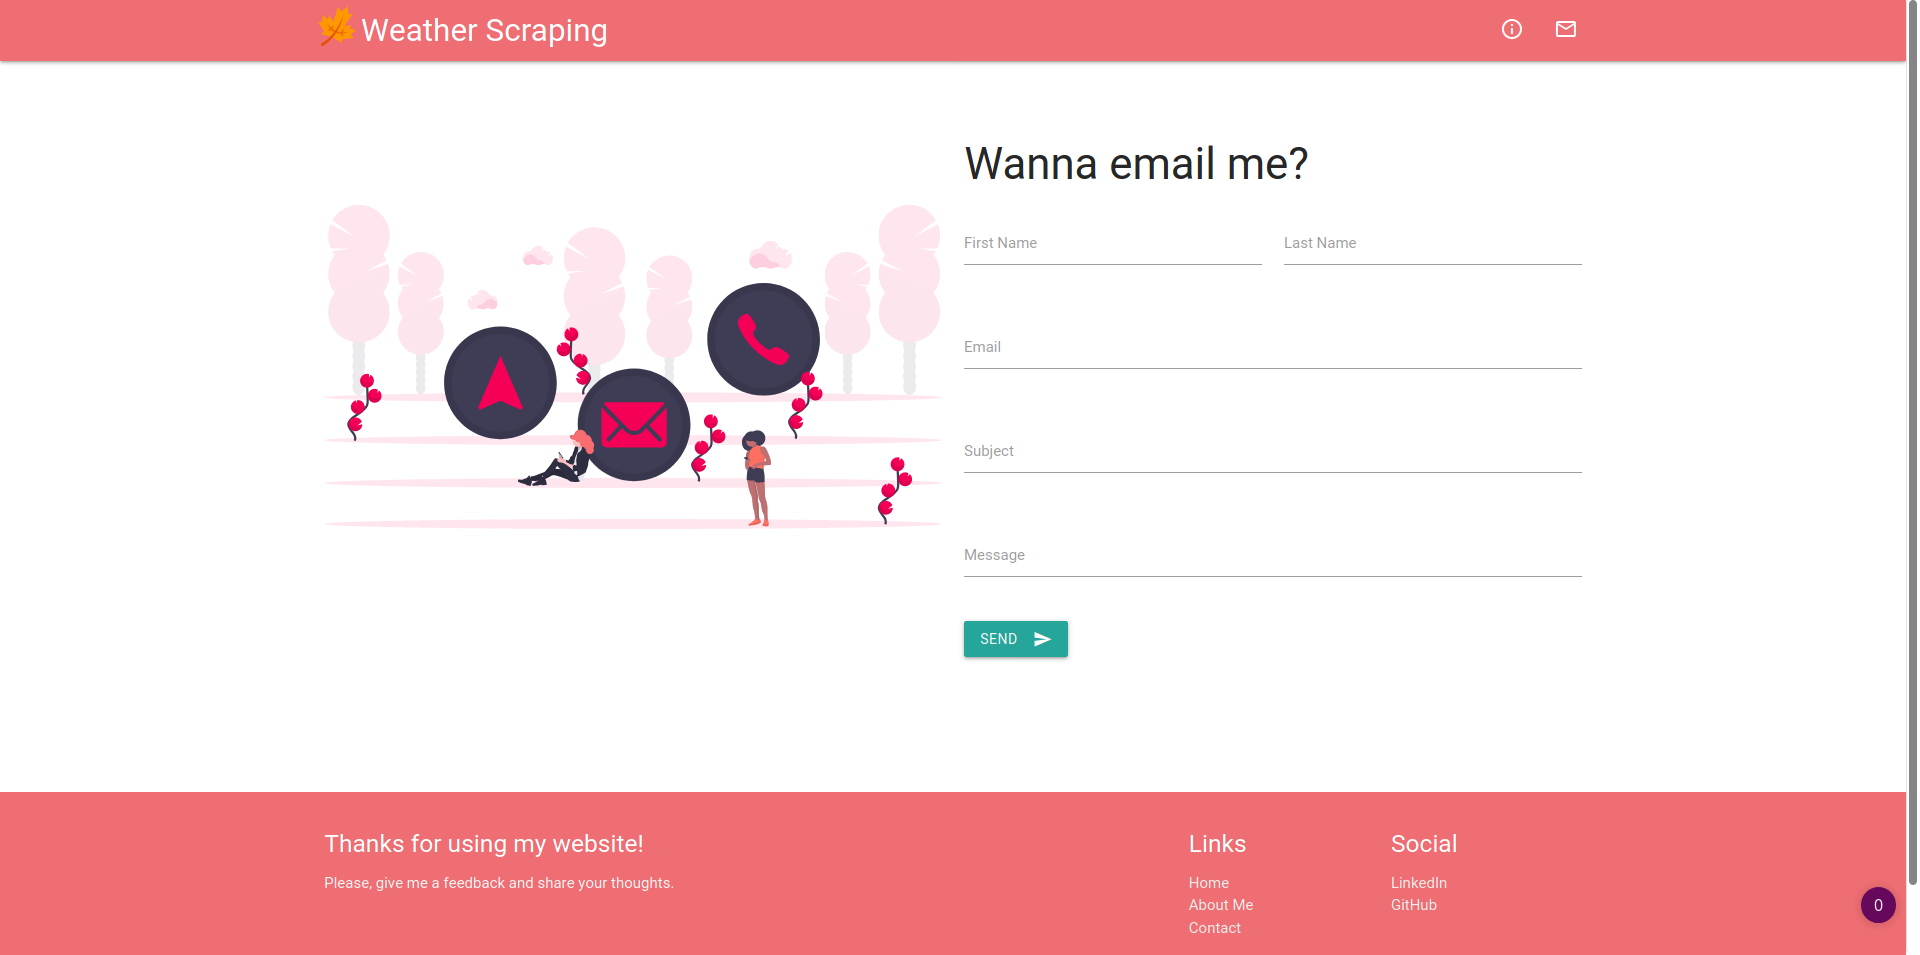 Weather Scraping
Wanna email me?
First Name
Last Name
Email
Subject
Message
SEND
Thanks for using my website!
Please, give me a feedback and share your thoughts.
Links
Home
About Me
Contact
Social
LinkedIn
GitHub
0